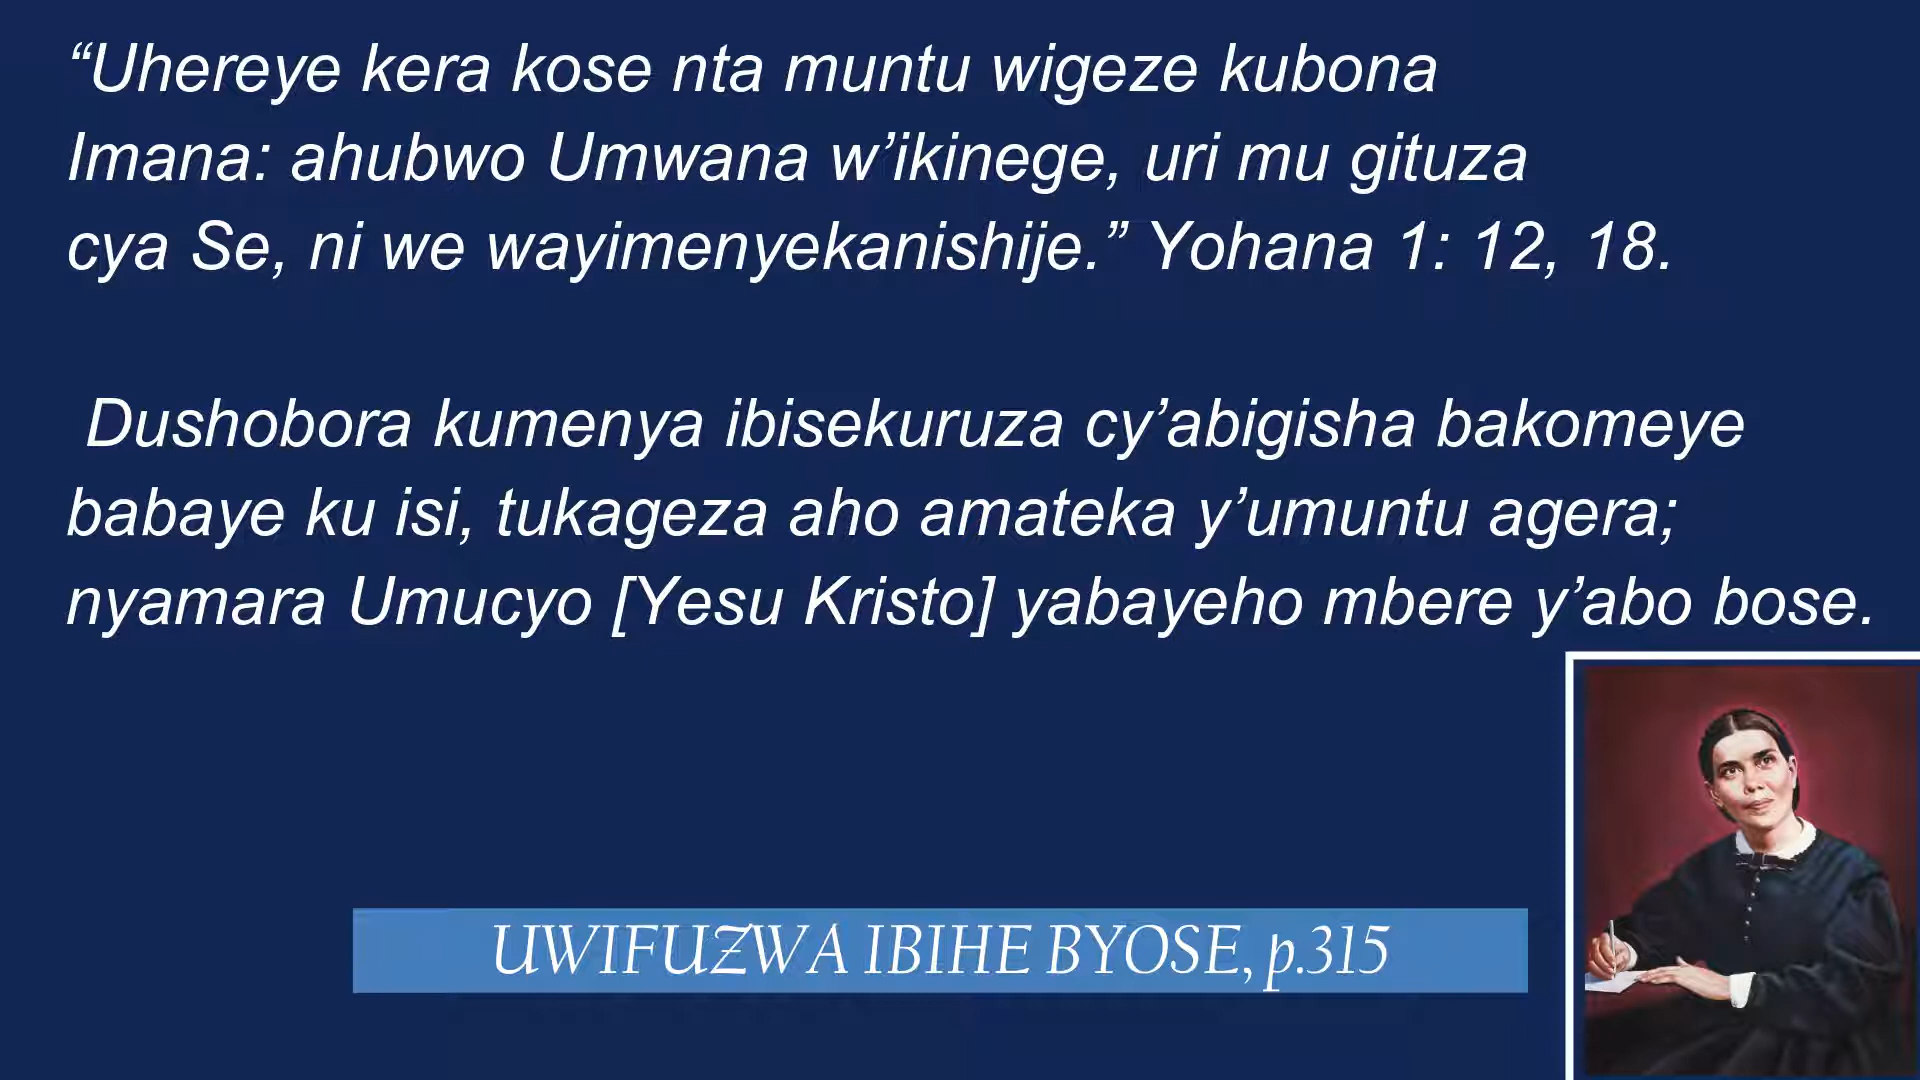 “Uhereye kera kose nta muntu wigeze kubona
Imana: ahubwo Umwana w’ikinege, uri mu gituza
cya Se, ni we wayimenyekanishije.” Yohana 1: 12, 18.
Dushobora kumenya ibisekuruza cy’abigisha bakomeye
babaye ku isi, tukageza aho amateka y’umuntu agera;
nyamara Umucyo [Yesu Kristo] yabayeho mbere y’abo bose.
UWIFUZWA IBIHE BYOSE, p.315